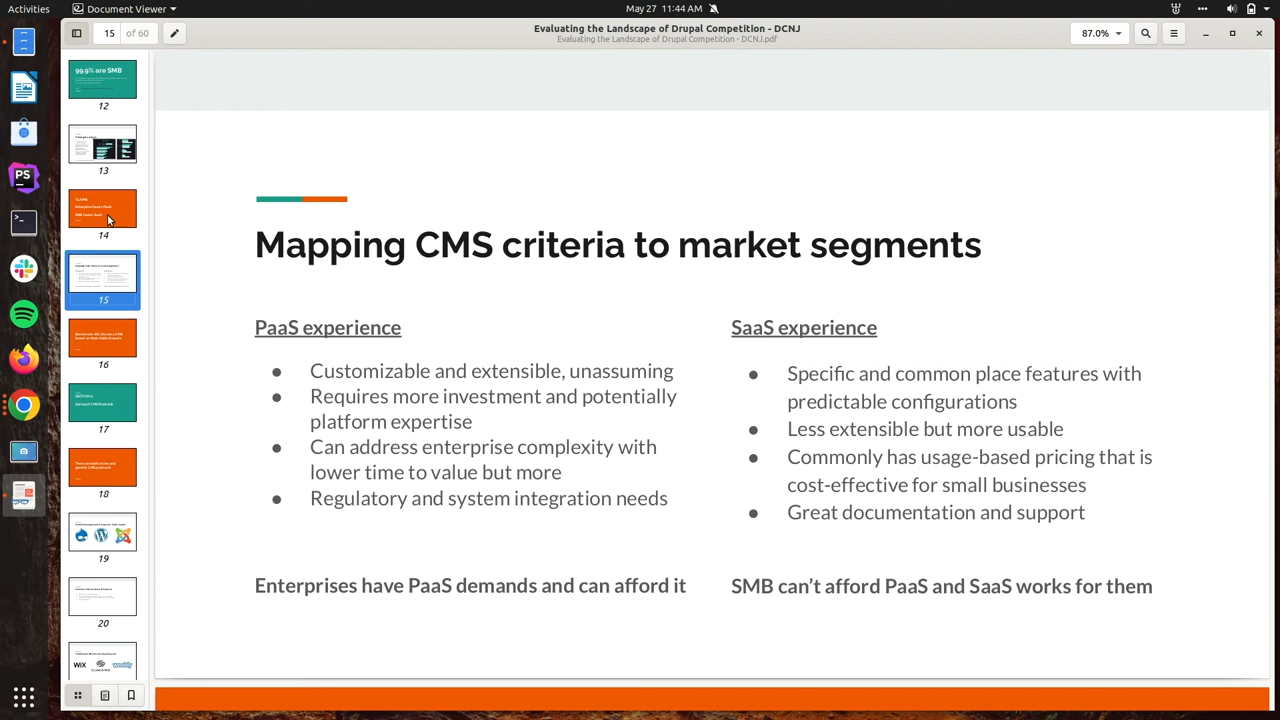 Activities
Document Viewer
May 27 11:44 AM
15 of 60
Evaluating the Landscape of Drupal Competition - DCNJ
Evaluating the Landscape of Drupal Competition - DCNJ.pdf
87.0%
99.9% are SMB
12
13
CLAIMS:
14
15
16
17
18
19
20
WIX
weebly
PS
>_
Mapping CMS criteria to market segments
PaaS experience
● Customizable and extensible, unassuming
● Requires more investment and potentially
platform expertise
● Can address enterprise complexity with
lower time to value but more
● Regulatory and system integration needs
Enterprises have PaaS demands and can afford it
SaaS experience
● Specific and common place features with
predictable configurations
● Less extensible but more usable
● Commonly has usage-based pricing that is
cost-effective for small businesses
● Great documentation and support
SMB can’t afford PaaS and SaaS works for them